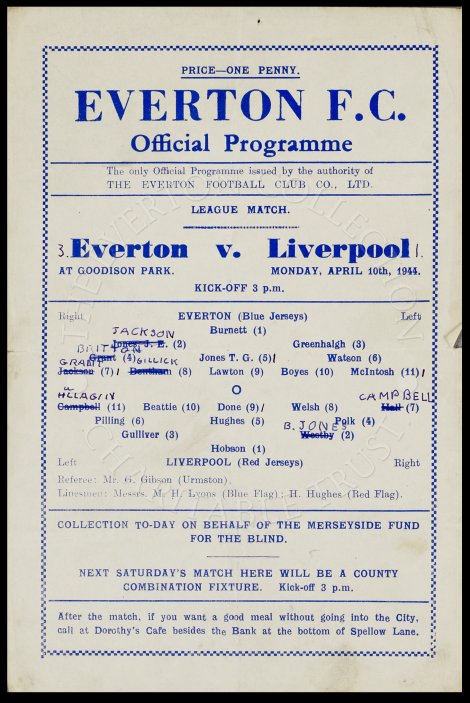 PRICE—ONE PENNY.
EVERTON F.C.
Official Programme
The only Official Programme issued by the authority of
THE EVERTON FOOTBALL CLUB CO., LTD.
LEAGUE MATCH.
3. Everton v. Liverpool 1.
AT GOODISON PARK. MONDAY, APRIL 10th, 1944.
KICK-OFF 3 p.m.
Right EVERTON (Blue Jerseys) Left
Burnett (1)
JACKSON
Jones J. E. (2) Greenhalgh (3)
BRITTON
Grant (4) Jones T. G. (5)/ Watson (6)
GRANT GILLICK
Jackson (7)/ Bentham (8) Lawton (9) Boyes (10) McIntosh (11)/
O
CAMPBELL
Campbell (11) Beattie (10) Done (9)/ Welsh (8) Hall (7)
Pilling (6) Hughes (5) Polk (4)
B. JONES
Gulliver (3) Westby (2)
Hobson (1)
Left LIVERPOOL (Red Jerseys) Right
Referee: Mr. G. Gibson (Urmston).
Linesmen: Messrs. M. H. Lyons (Blue Flag); H. Hughes (Red Flag).
COLLECTION TO-DAY ON BEHALF OF THE MERSEYSIDE FUND
FOR THE BLIND.
NEXT SATURDAY'S MATCH HERE WILL BE A COUNTY
COMBINATION FIXTURE. Kick-off 3 p.m.
After the match, if you want a good meal without going into the City,
call at Dorothy's Cafe besides the Bank at the bottom of Spellow Lane.
THE EVERTON COLLECTION
CHARITABLE TRUST